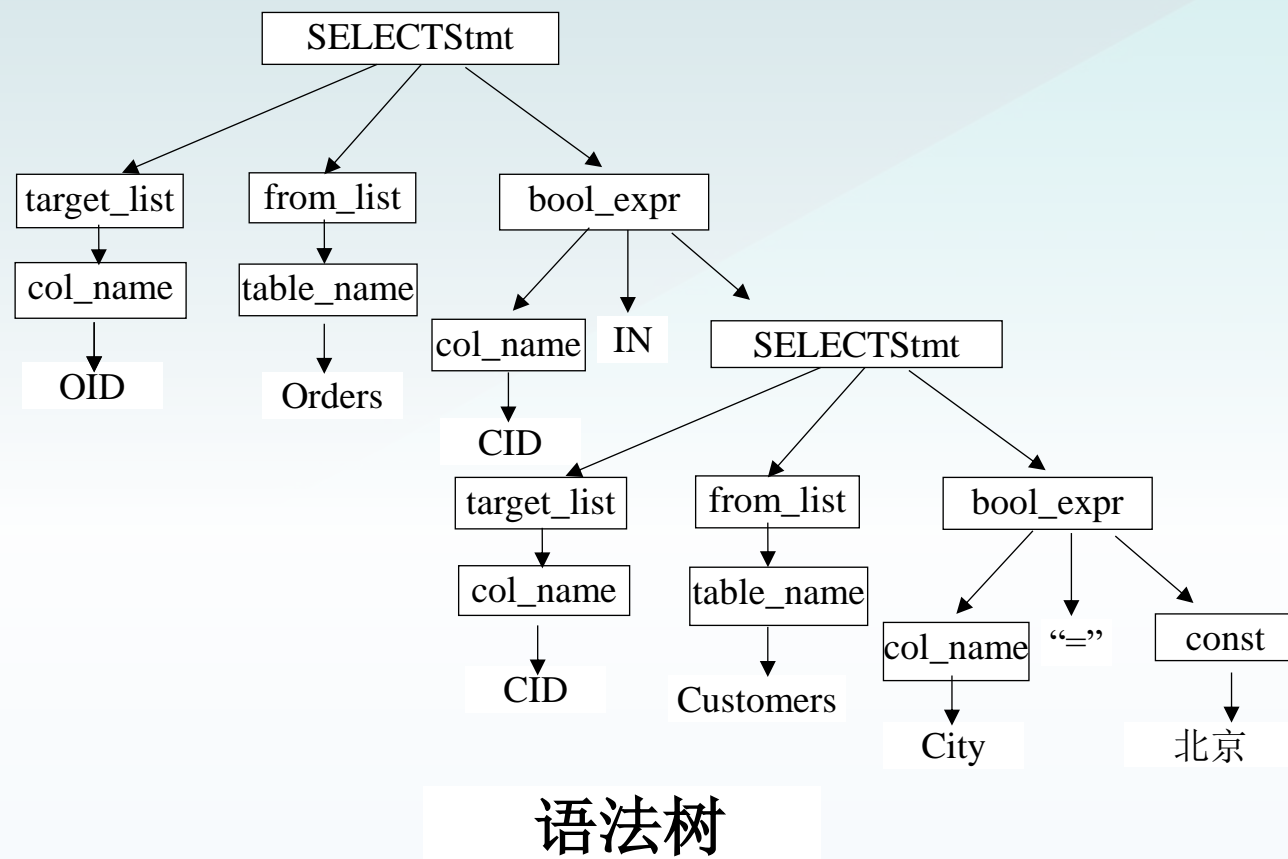 SELECTStmt
target_list
from_list
bool_expr
col_name
table_name
col_name
IN
SELECTStmt
OID
Orders
CID
target_list
from_list
bool_expr
col_name
table_name
col_name
“=”
const
CID
Customers
City
北京
语法树